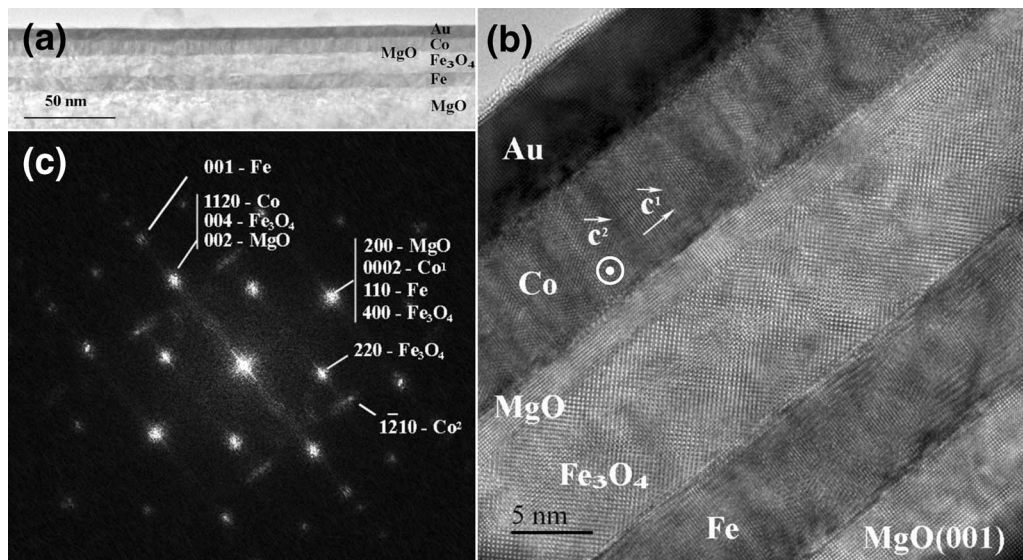 (a)
Au
Co
MgO
Fe₃O₄
Fe
MgO
50 nm
(b)
Au
c¹
c²
Co
MgO
Fe₃O₄
5 nm
Fe
MgO(001)
(c)
001 - Fe
1120 - Co
004 - Fe₃O₄
002 - MgO
200 - MgO
0002 - Co¹
110 - Fe
400 - Fe₃O₄
220 - Fe₃O₄
12̄10 - Co²